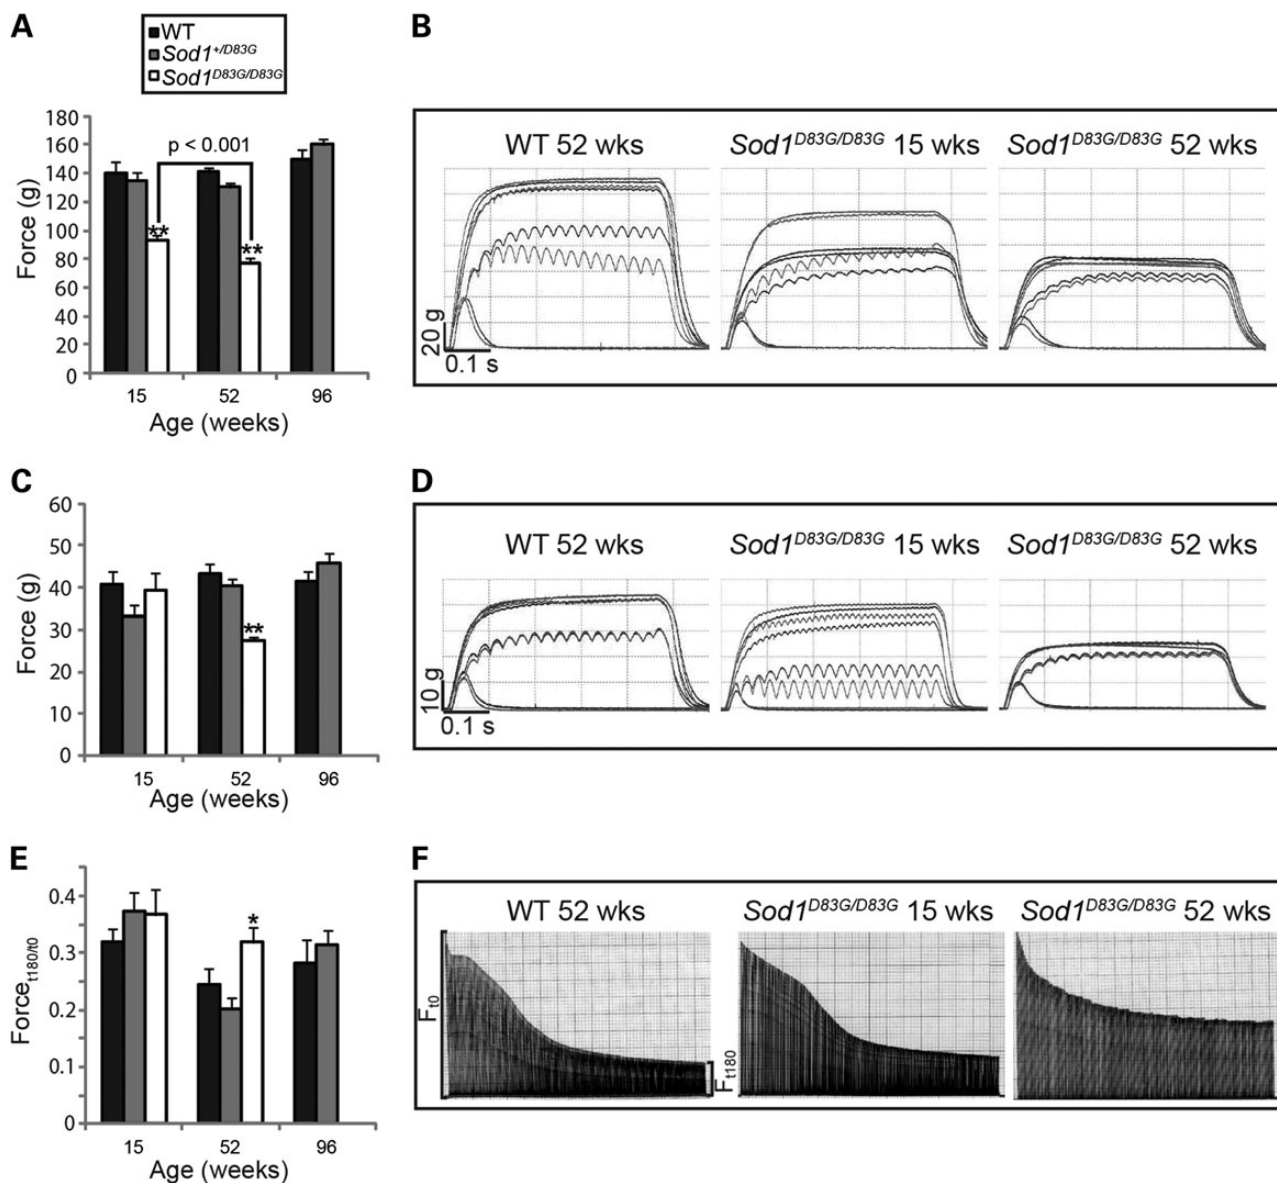 A
WT
Sod1+/D83G
Sod1D83G/D83G
180
160
140
120
100
80
60
40
20
0
p < 0.001
**
**
Force (g)
15 52 96
Age (weeks)
B
WT 52 wks Sod1D83G/D83G 15 wks Sod1D83G/D83G 52 wks
20 g
0.1 s
C
60
50
40
30
20
10
0
**
Force (g)
15 52 96
Age (weeks)
D
WT 52 wks Sod1D83G/D83G 15 wks Sod1D83G/D83G 52 wks
10 g
0.1 s
E
0.4
0.3
0.2
0.1
0
*
Force t180/t0
15 52 96
Age (weeks)
F
WT 52 wks Sod1D83G/D83G 15 wks Sod1D83G/D83G 52 wks
Ft0
Ft180